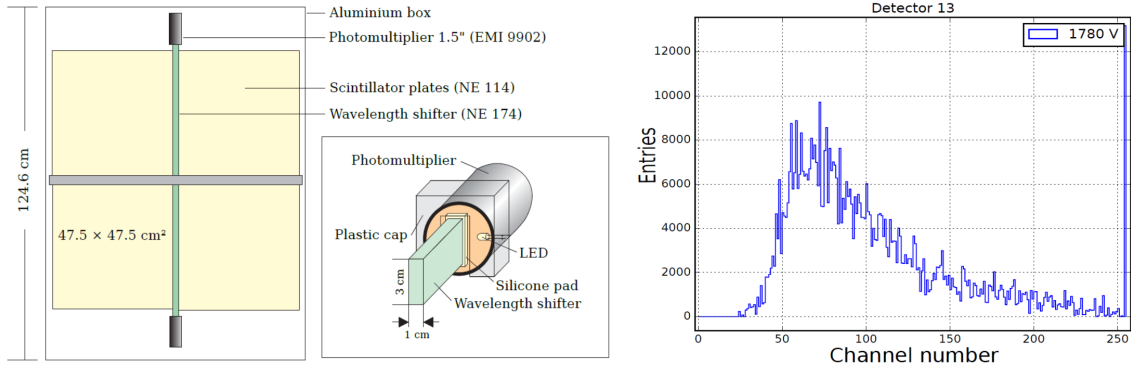 Aluminium box
Photomultiplier 1.5" (EMI 9902)
Scintillator plates (NE 114)
Wavelength shifter (NE 174)
124.6 cm
47.5 × 47.5 cm²
Photomultiplier
Plastic cap
LED
Silicone pad
Wavelength shifter
3 cm
1 cm
Detector 13
1780 V
Entries
12000
10000
8000
6000
4000
2000
0
0 50 100 150 200 250
Channel number